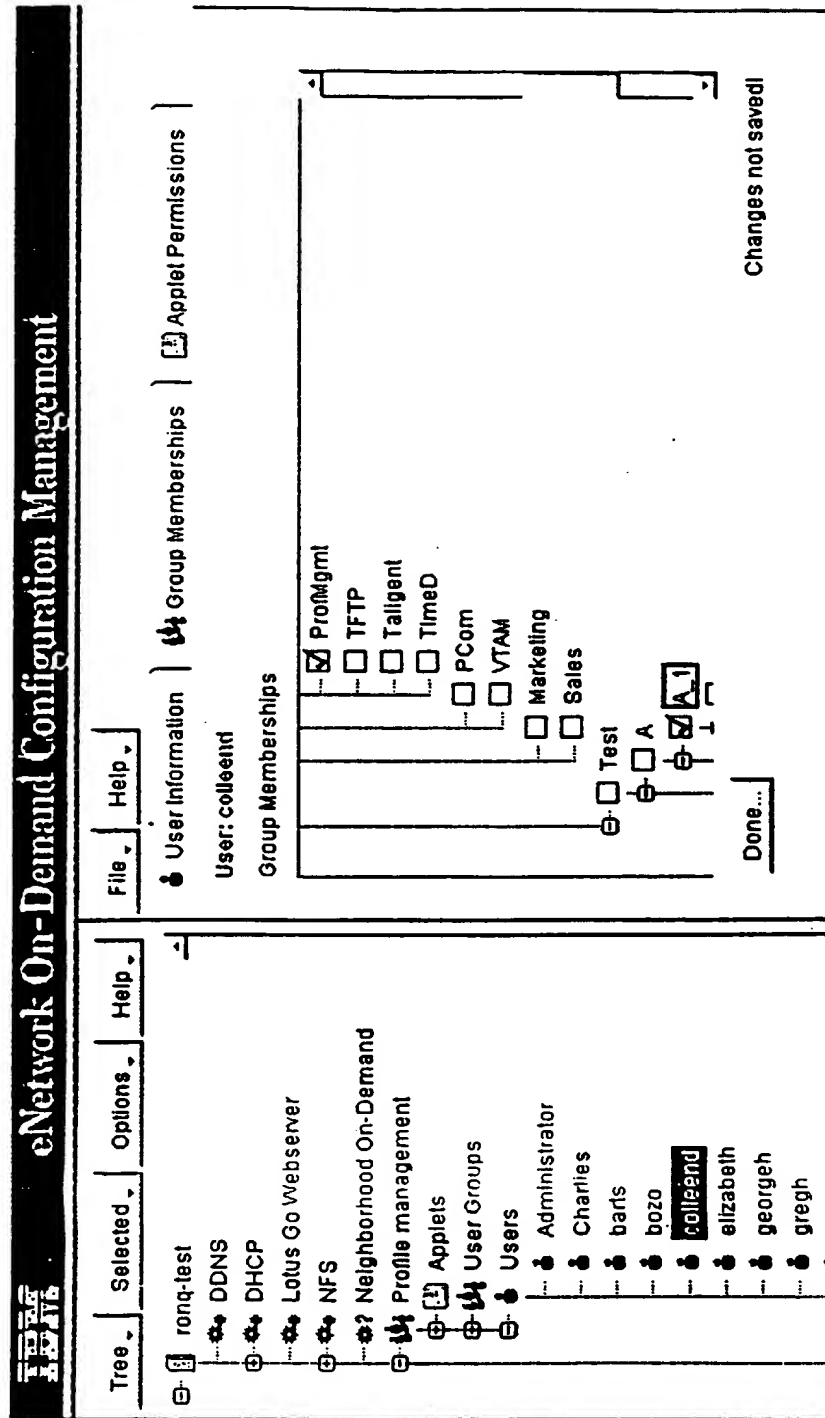 IBM eNetwork On-Demand Configuration Management
Tree Selected Options Help
ronq-test
DDNS
DHCP
Lotus Go Webserver
NFS
Neighborhood On-Demand
Profile management
Applets
User Groups
Users
Administrator
Charlies
barts
bozo
colleend
elizabeth
georgeh
gregh
File Help
User Information Group Memberships Applet Permissions
User: colleend
Group Memberships
ProfMgmt
TFTP
Taligent
TimeD
PCom
VTAM
Marketing
Sales
Test
A
A_1
Done...
Changes not saved!